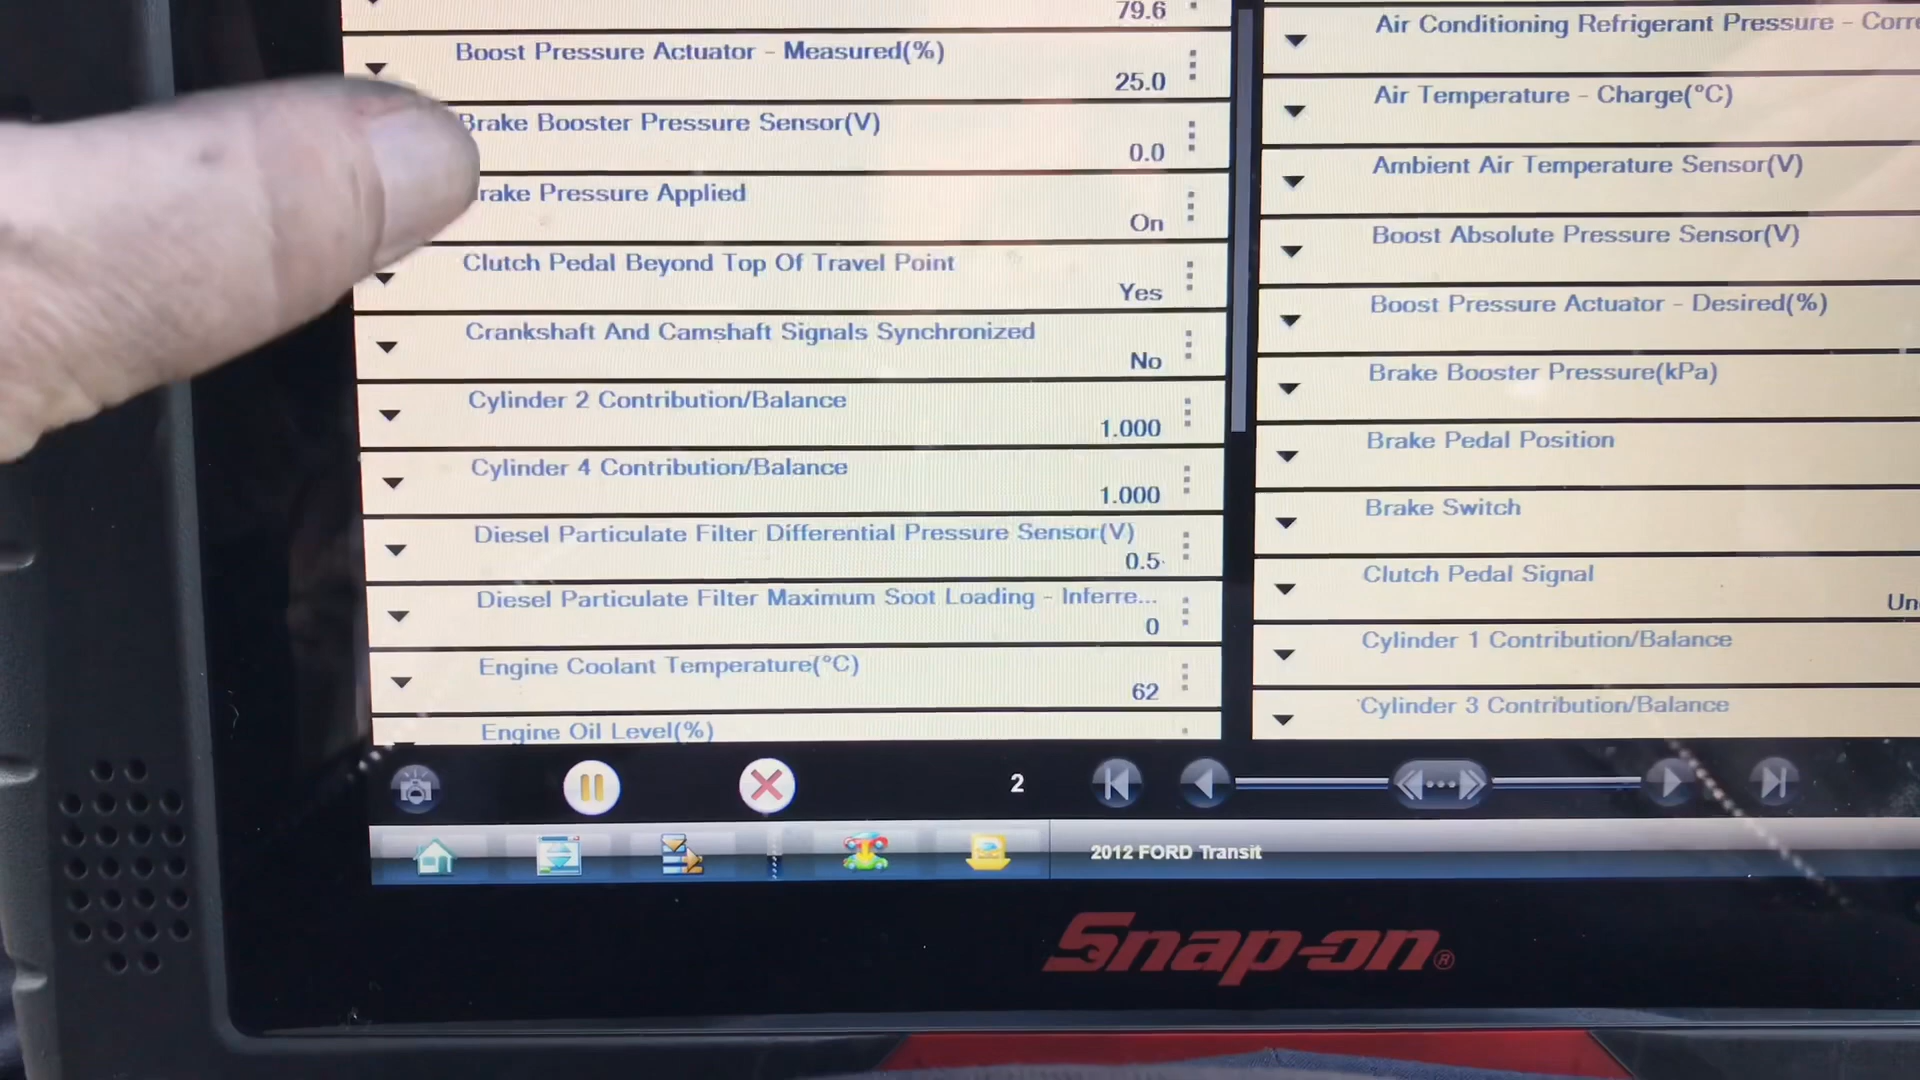 79.6
Boost Pressure Actuator - Measured(%)
25.0
Brake Booster Pressure Sensor(V)
0.0
rake Pressure Applied
On
Clutch Pedal Beyond Top Of Travel Point
Yes
Crankshaft And Camshaft Signals Synchronized
No
Cylinder 2 Contribution/Balance
1.000
Cylinder 4 Contribution/Balance
1.000
Diesel Particulate Filter Differential Pressure Sensor(V)
0.5
Diesel Particulate Filter Maximum Soot Loading - Inferre...
0
Engine Coolant Temperature(°C)
62
Engine Oil Level(%)
Air Conditioning Refrigerant Pressure - Corre
Air Temperature - Charge(°C)
Ambient Air Temperature Sensor(V)
Boost Absolute Pressure Sensor(V)
Boost Pressure Actuator - Desired(%)
Brake Booster Pressure(kPa)
Brake Pedal Position
Brake Switch
Clutch Pedal Signal
Un
Cylinder 1 Contribution/Balance
Cylinder 3 Contribution/Balance
2
2012 FORD Transit
Snap-on®